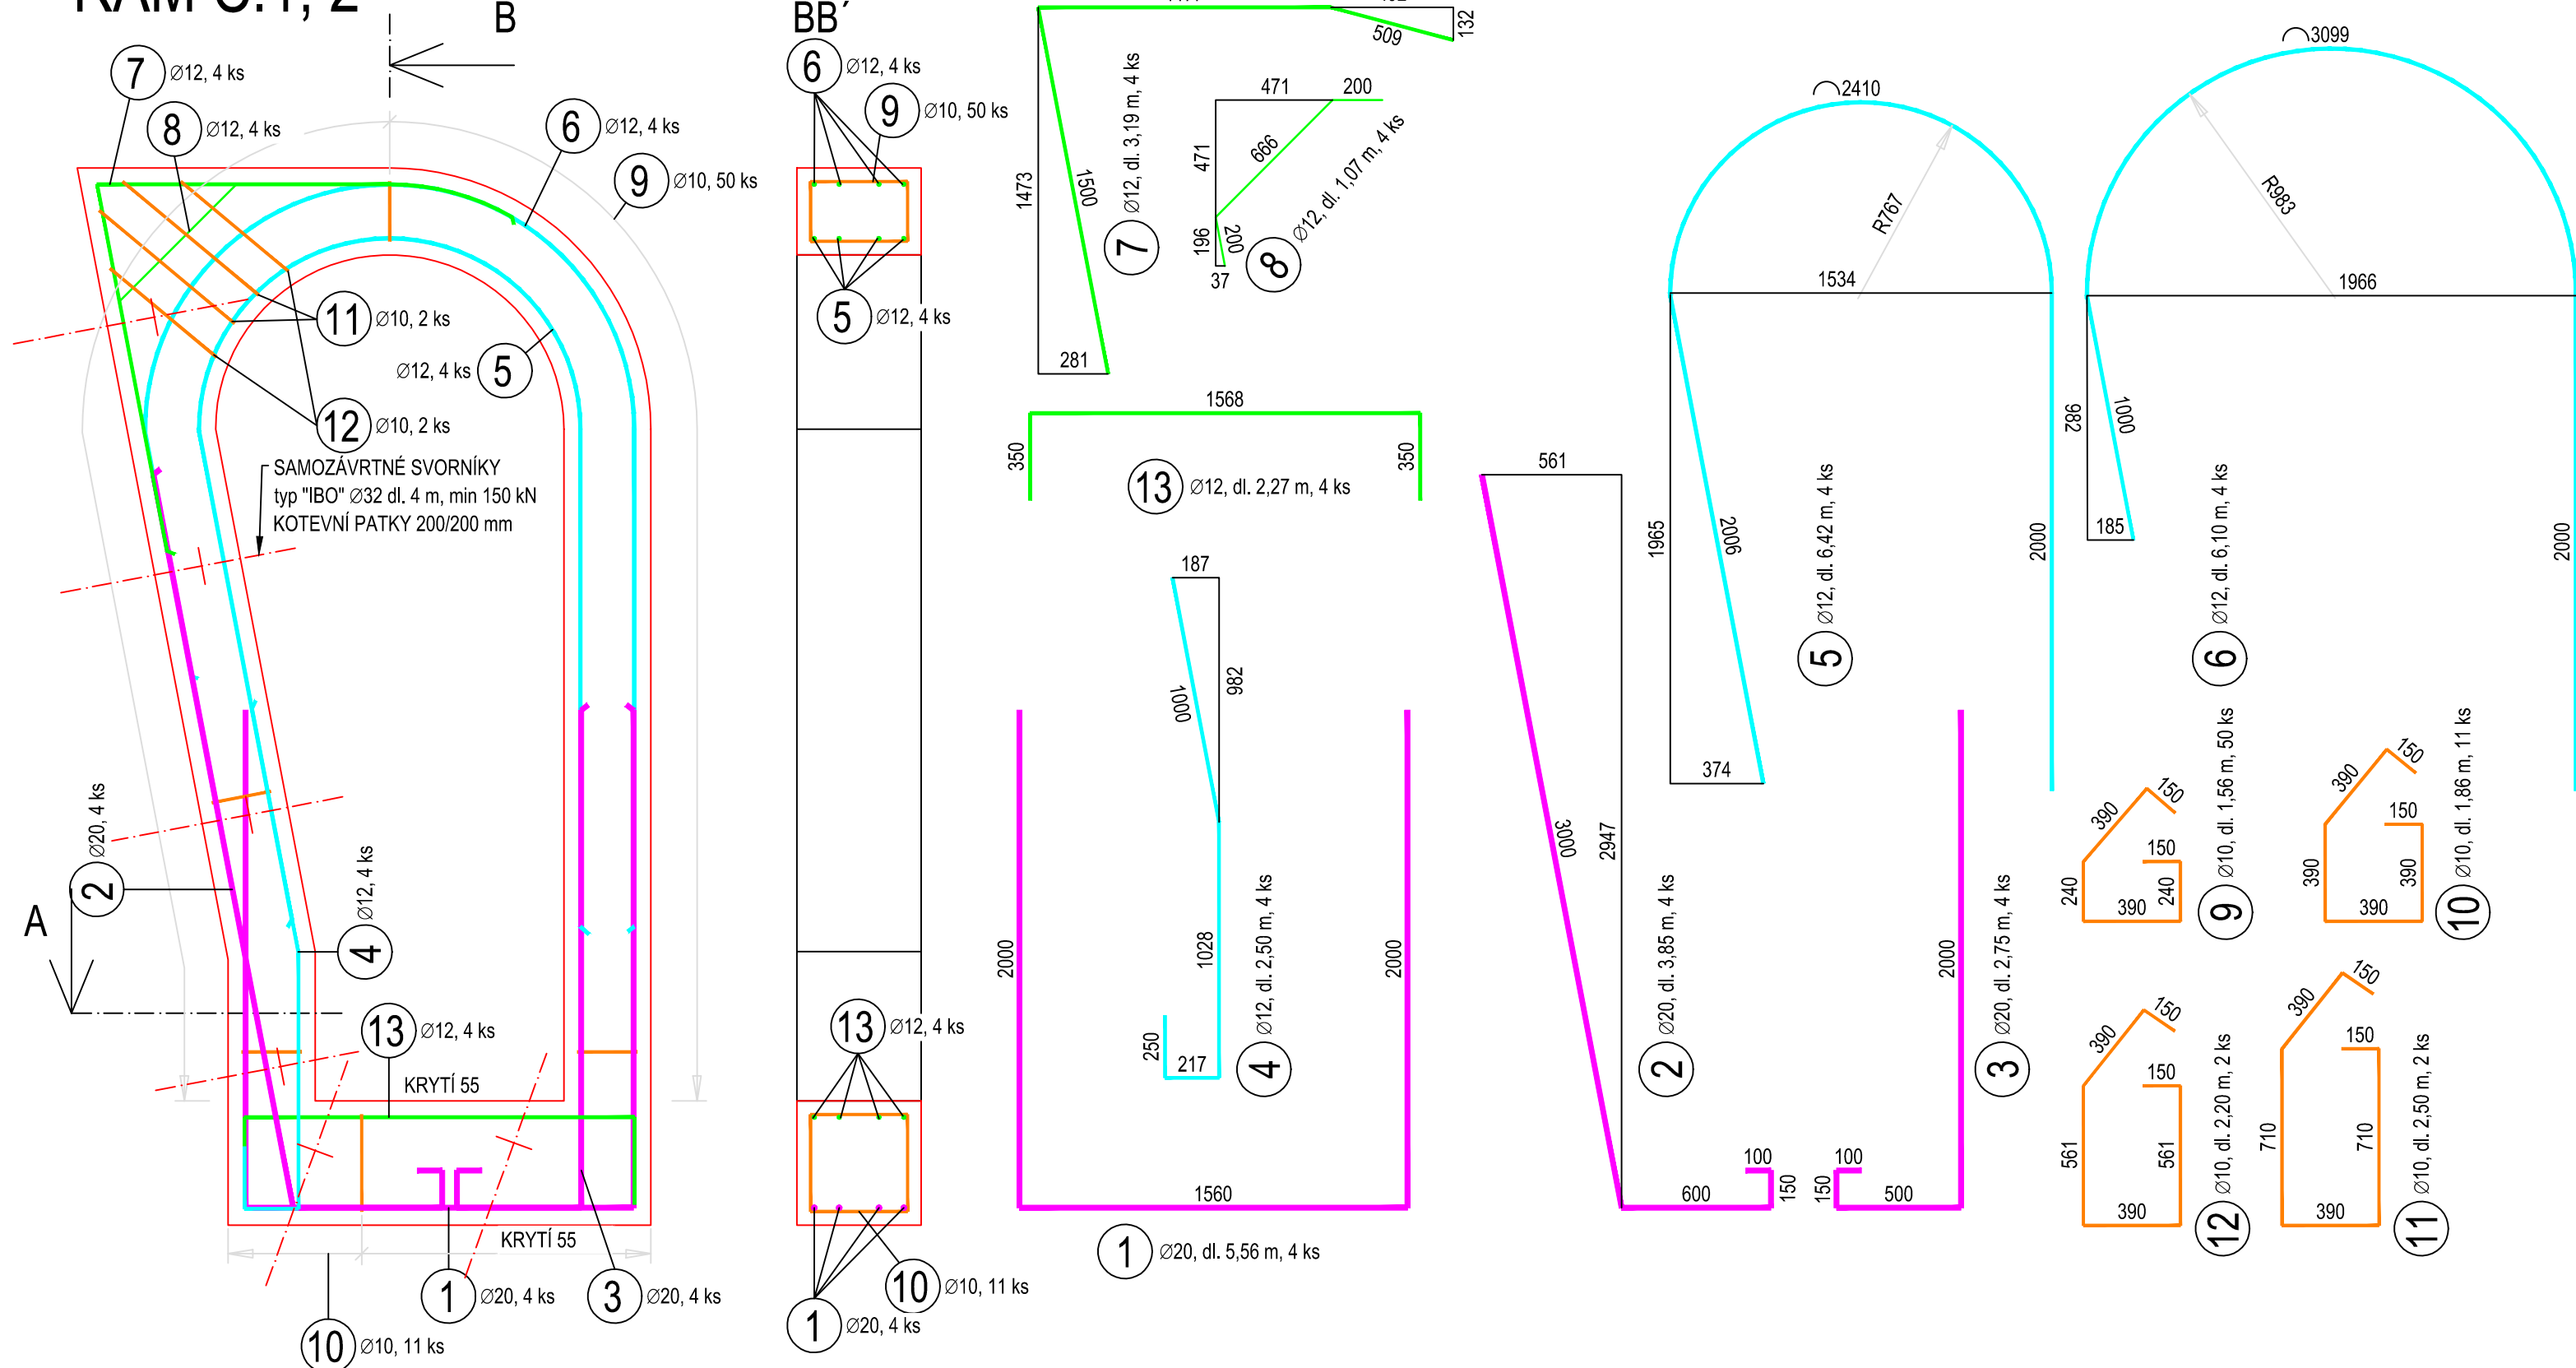 B
BB´
7 Ø12, 4 ks
8 Ø12, 4 ks
6 Ø12, 4 ks
9 Ø10, 50 ks
11 Ø10, 2 ks
Ø12, 4 ks 5
12 Ø10, 2 ks
SAMOZÁVRTNÉ SVORNÍKY
typ "IBO" Ø32 dl. 4 m, min 150 kN
KOTEVNÍ PATKY 200/200 mm
2 Ø20, 4 ks
A
4 Ø12, 4 ks
13 Ø12, 4 ks
KRYTÍ 55
KRYTÍ 55
1 Ø20, 4 ks
3 Ø20, 4 ks
10 Ø10, 11 ks
6 Ø12, 4 ks
9 Ø10, 50 ks
5 Ø12, 4 ks
13 Ø12, 4 ks
10 Ø10, 11 ks
1 Ø20, 4 ks
509
132
1473
1500
281
7 Ø12, dl. 3,19 m, 4 ks
471
200
471
666
196
200
37
8 Ø12, dl. 1,07 m, 4 ks
1568
350
350
13 Ø12, dl. 2,27 m, 4 ks
187
982
1000
1028
250
217
4 Ø12, dl. 2,50 m, 4 ks
2000
2000
1560
1 Ø20, dl. 5,56 m, 4 ks
561
3000
2947
600
100
150
2 Ø20, dl. 3,85 m, 4 ks
100
150
500
2000
3 Ø20, dl. 2,75 m, 4 ks
2410
R767
1534
1965
2006
374
2000
5 Ø12, dl. 6,42 m, 4 ks
3099
R983
1966
982
1000
185
2000
6 Ø12, dl. 6,10 m, 4 ks
150
390
150
240
240
390
9 Ø10, dl. 1,56 m, 50 ks
150
390
150
390
390
390
10 Ø10, dl. 1,86 m, 11 ks
150
390
150
561
561
390
12 Ø10, dl. 2,20 m, 2 ks
150
390
150
710
710
390
11 Ø10, dl. 2,50 m, 2 ks